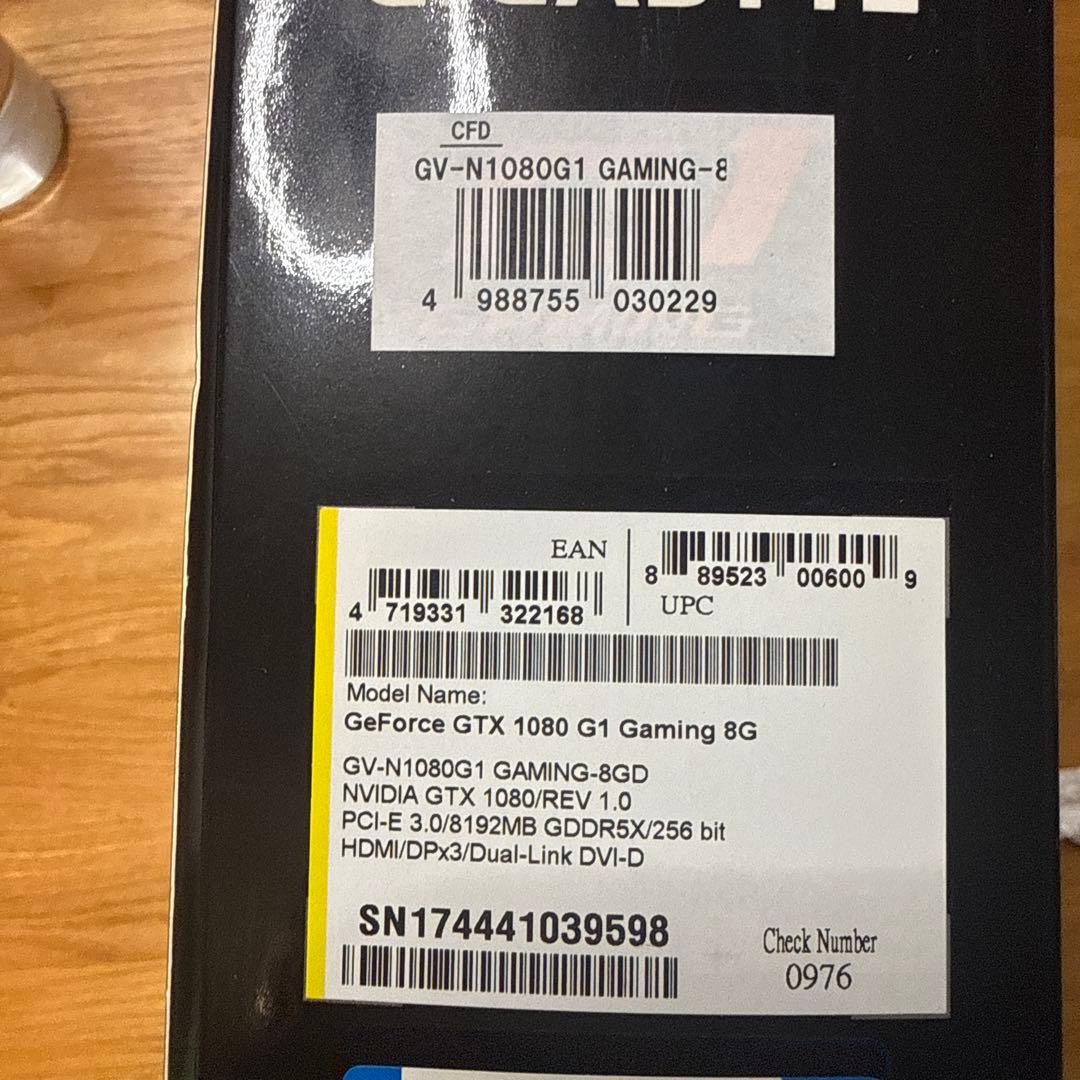 GIGABYTE
CFD
GV-N1080G1 GAMING-8
4 988755 030229
EAN
4 719331 322168
8 89523 00600 9
UPC
Model Name:
GeForce GTX 1080 G1 Gaming 8G
GV-N1080G1 GAMING-8GD
NVIDIA GTX 1080/REV 1.0
PCI-E 3.0/8192MB GDDR5X/256 bit
HDMI/DPx3/Dual-Link DVI-D
SN174441039598
Check Number
0976